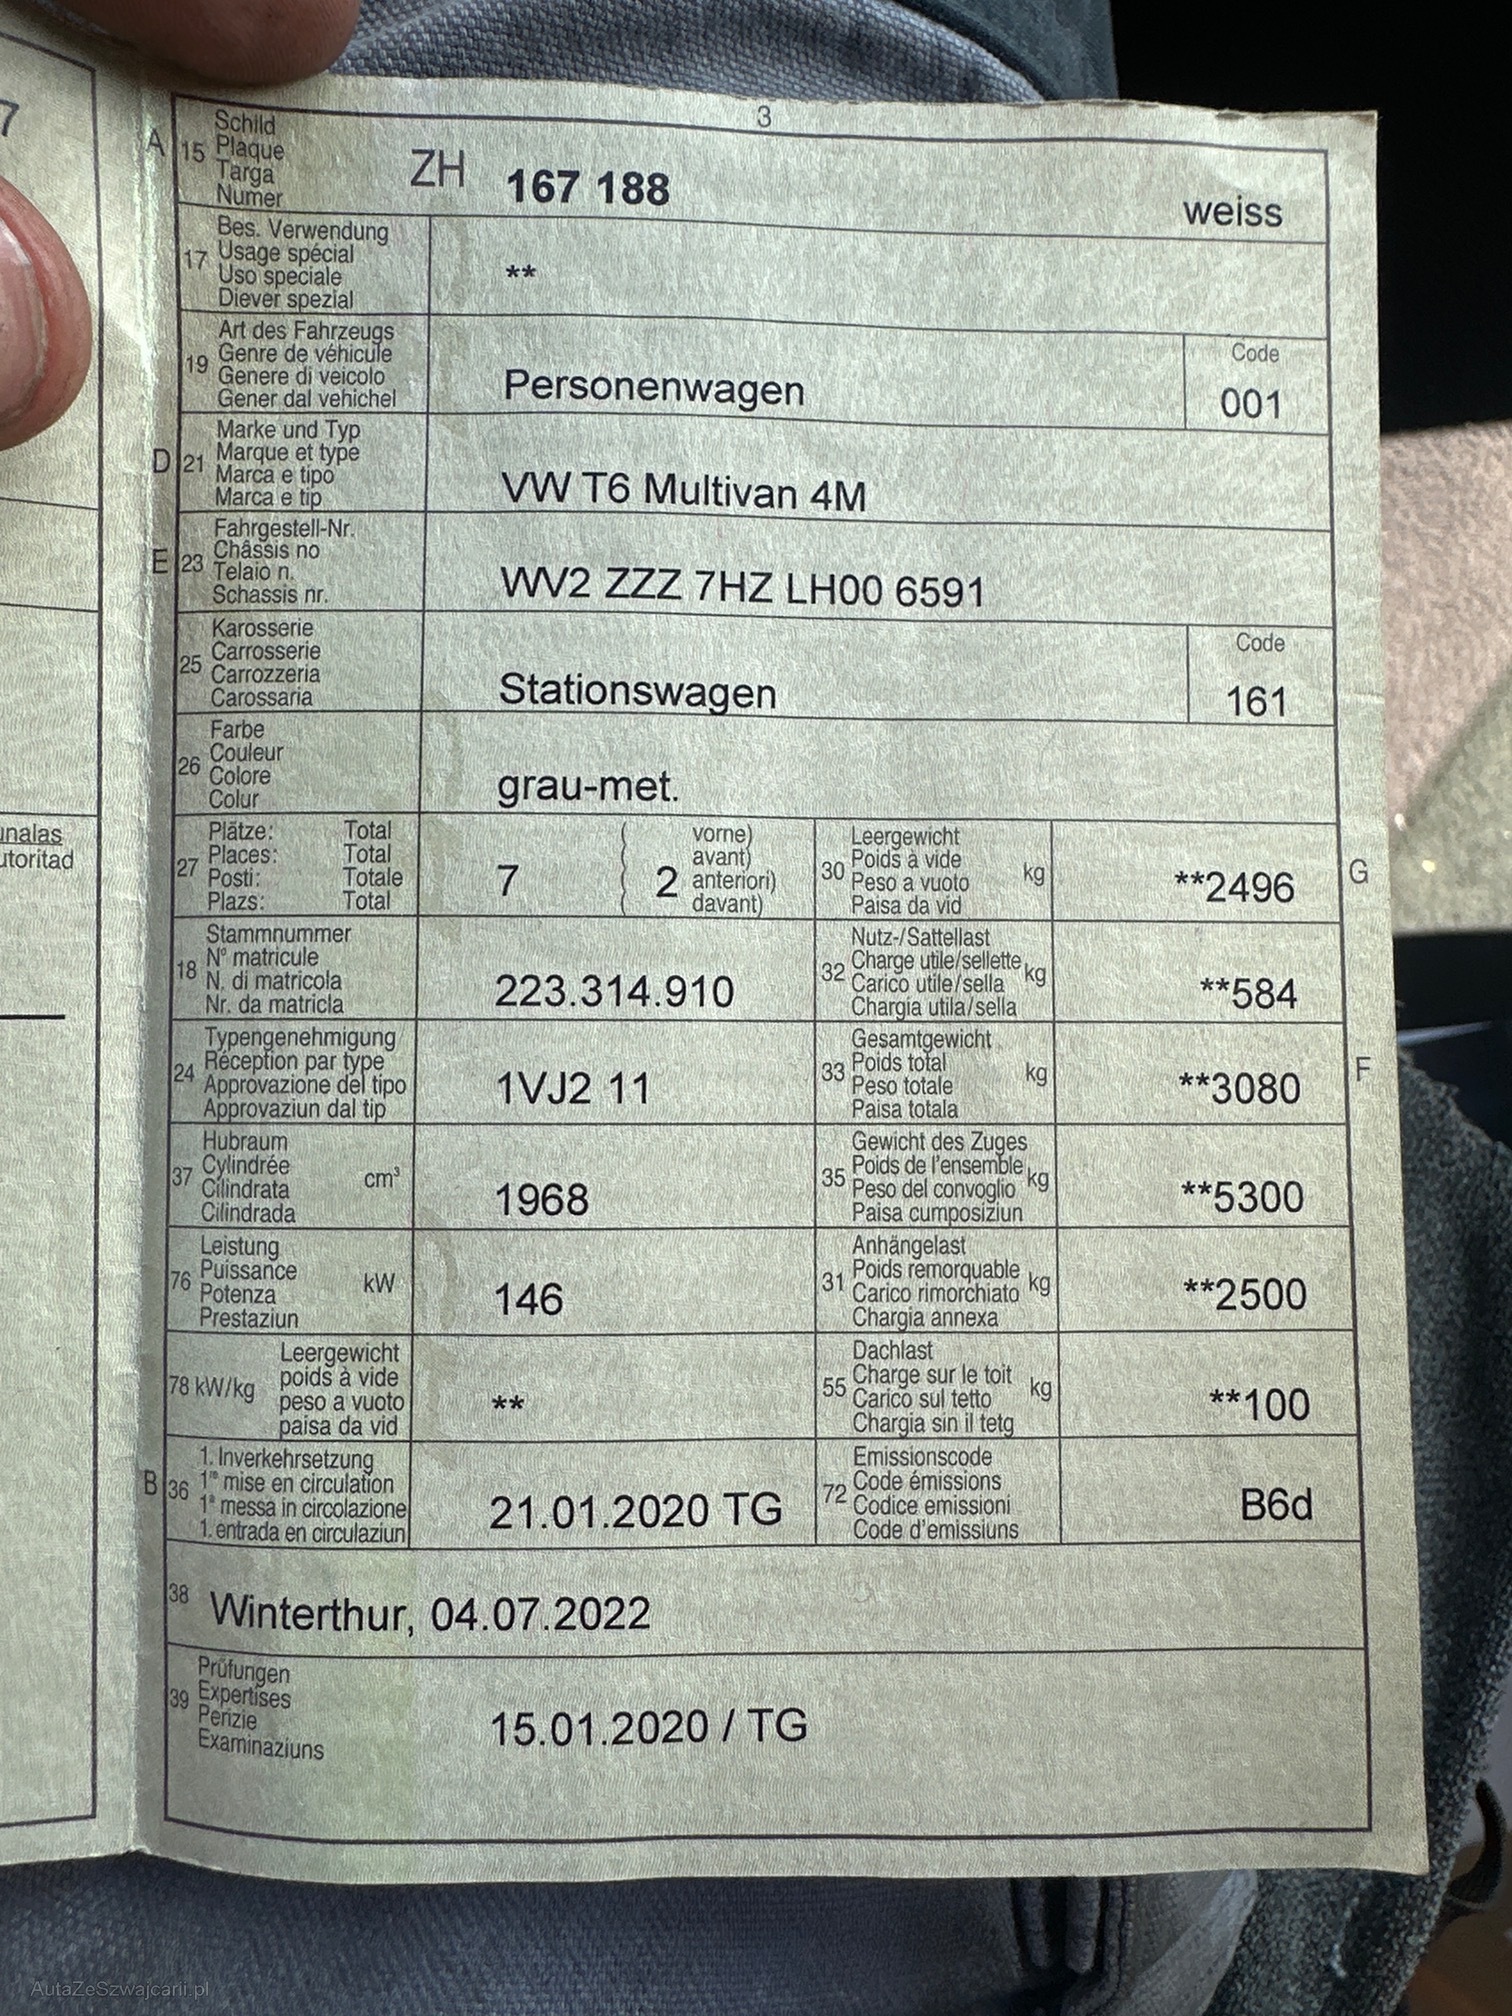 7
unalas
utoritad
3
A 15 Schild
Plaque
Targa
Numer
ZH 167 188 weiss
17 Bes. Verwendung
Usage spécial
Uso speciale
Diever spezial
**
19 Art des Fahrzeugs
Genre de véhicule
Genere di veicolo
Gener dal vehichel
Personenwagen
Code
001
D 21 Marke und Typ
Marque et type
Marca e tipo
Marca e tip
VW T6 Multivan 4M
E 23 Fahrgestell-Nr.
Châssis no
Telaio n.
Schassis nr.
WV2 ZZZ 7HZ LH00 6591
25 Karosserie
Carrosserie
Carrozzeria
Carossaria
Stationswagen
Code
161
26 Farbe
Couleur
Colore
Colur
grau-met.
27 Plätze: Total
Places: Total
Posti: Totale
Plazs: Total
7 ( 2 vorne)
( avant)
( anteriori)
( davant)
30 Leergewicht
Poids à vide
Peso a vuoto
Paisa da vid
kg
**2496
G
18 Stammnummer
N° matricule
N. di matricola
Nr. da matricla
223.314.910
32 Nutz-/Sattellast
Charge utile/sellette
Carico utile/sella
Chargia utila/sella
kg
**584
24 Typengenehmigung
Réception par type
Approvazione del tipo
Approvaziun dal tip
1VJ2 11
33 Gesamtgewicht
Poids total
Peso totale
Paisa totala
kg
**3080
F
37 Hubraum
Cylindrée
Cilindrata
Cilindrada
cm³
1968
35 Gewicht des Zuges
Poids de l'ensemble
Peso del convoglio
Paisa cumposiziun
kg
**5300
76 Leistung
Puissance
Potenza
Prestaziun
kW
146
31 Anhängelast
Poids remorquable
Carico rimorchiato
Chargia annexa
kg
**2500
78 kW/kg Leergewicht
poids à vide
peso a vuoto
paisa da vid
**
55 Dachlast
Charge sur le toit
Carico sul tetto
Chargia sin il tetg
kg
**100
B 36 1. Inverkehrsetzung
1re mise en circulation
1a messa in circolazione
1. entrada en circulaziun
21.01.2020 TG
72 Emissionscode
Code émissions
Codice emissioni
Code d'emissiuns
B6d
38 Winterthur, 04.07.2022
39 Prüfungen
Expertises
Perizie
Examinaziuns
15.01.2020 / TG
AutaZeSzwajcarii.pl